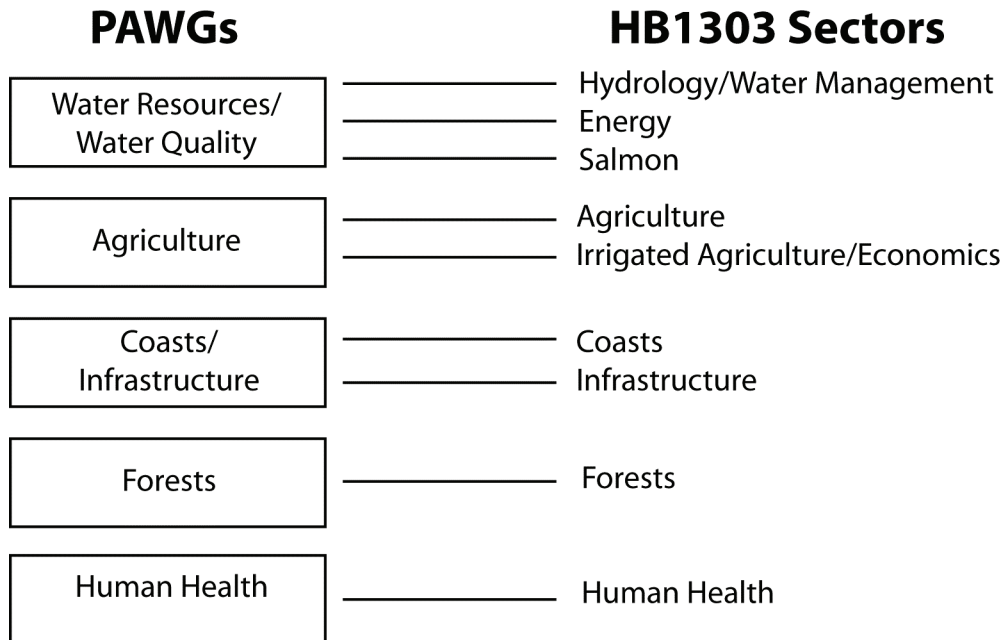 PAWGs
HB1303 Sectors
Water Resources/
Water Quality
Hydrology/Water Management
Energy
Salmon
Agriculture
Agriculture
Irrigated Agriculture/Economics
Coasts/
Infrastructure
Coasts
Infrastructure
Forests
Forests
Human Health
Human Health